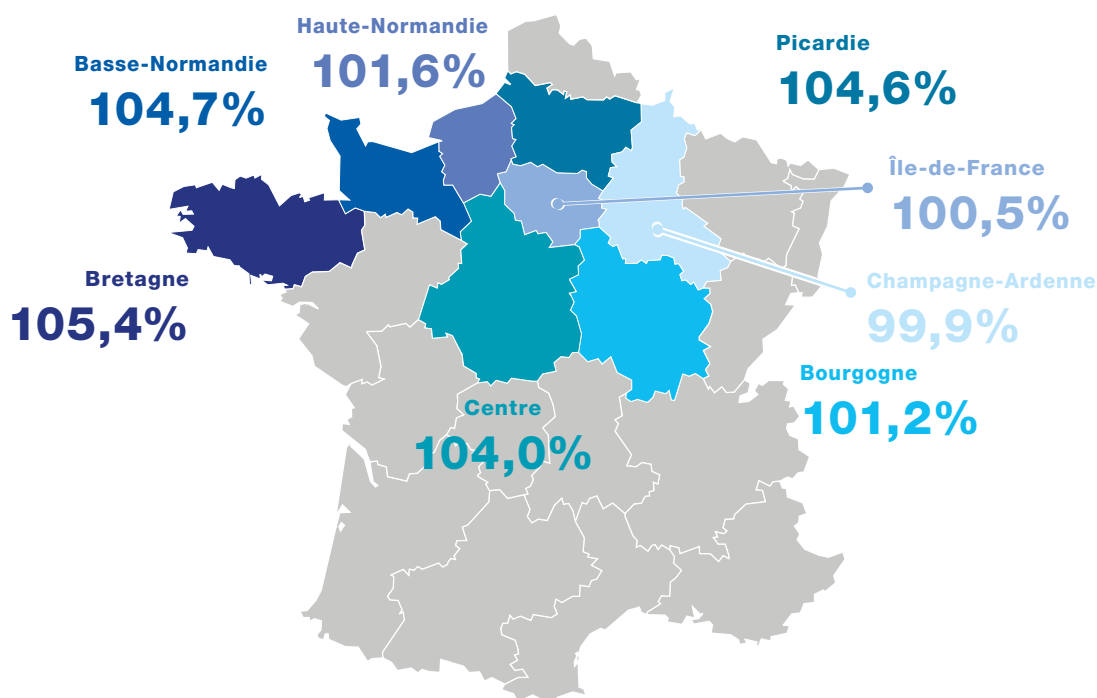 Haute-Normandie
101,6%
Basse-Normandie
104,7%
Picardie
104,6%
Île-de-France
100,5%
Bretagne
105,4%
Champagne-Ardenne
99,9%
Bourgogne
101,2%
Centre
104,0%